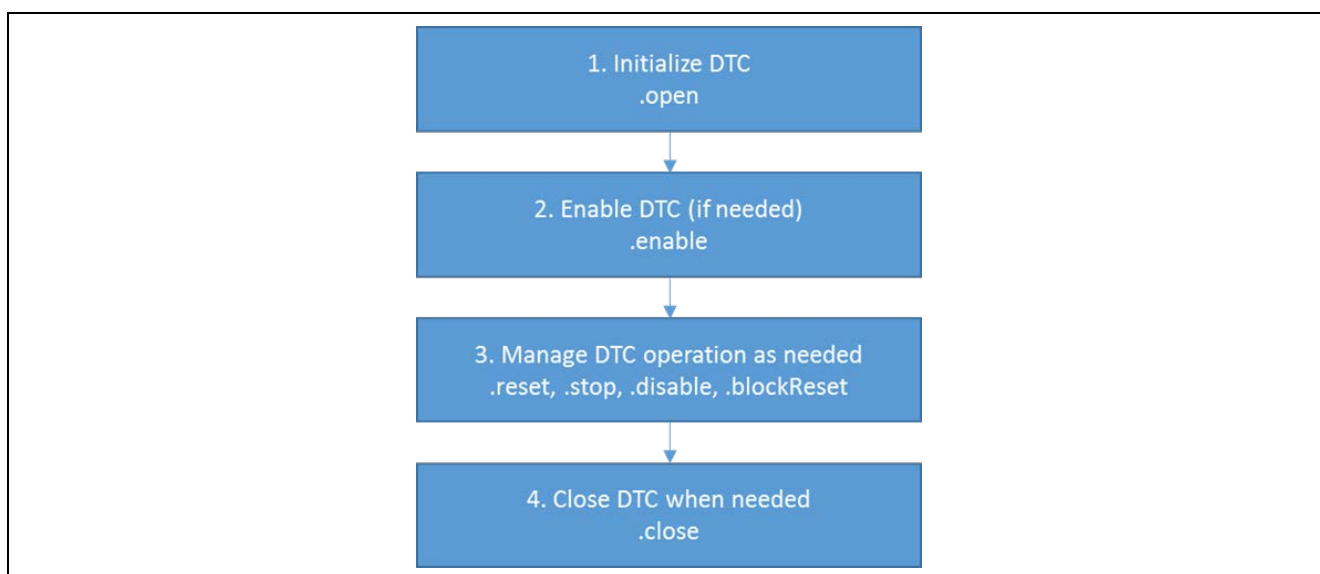 1. Initialize DTC
.open
2. Enable DTC (if needed)
.enable
3. Manage DTC operation as needed
.reset, .stop, .disable, .blockReset
4. Close DTC when needed
.close